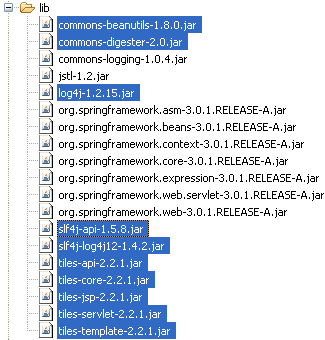 lib
commons-beanutils-1.8.0.jar
commons-digester-2.0.jar
commons-logging-1.0.4.jar
jstl-1.2.jar
log4j-1.2.15.jar
org.springframework.asm-3.0.1.RELEASE-A.jar
org.springframework.beans-3.0.1.RELEASE-A.jar
org.springframework.context-3.0.1.RELEASE-A.jar
org.springframework.core-3.0.1.RELEASE-A.jar
org.springframework.expression-3.0.1.RELEASE-A.jar
org.springframework.web.servlet-3.0.1.RELEASE-A.jar
org.springframework.web-3.0.1.RELEASE-A.jar
slf4j-api-1.5.8.jar
slf4j-log4j12-1.4.2.jar
tiles-api-2.2.1.jar
tiles-core-2.2.1.jar
tiles-jsp-2.2.1.jar
tiles-servlet-2.2.1.jar
tiles-template-2.2.1.jar